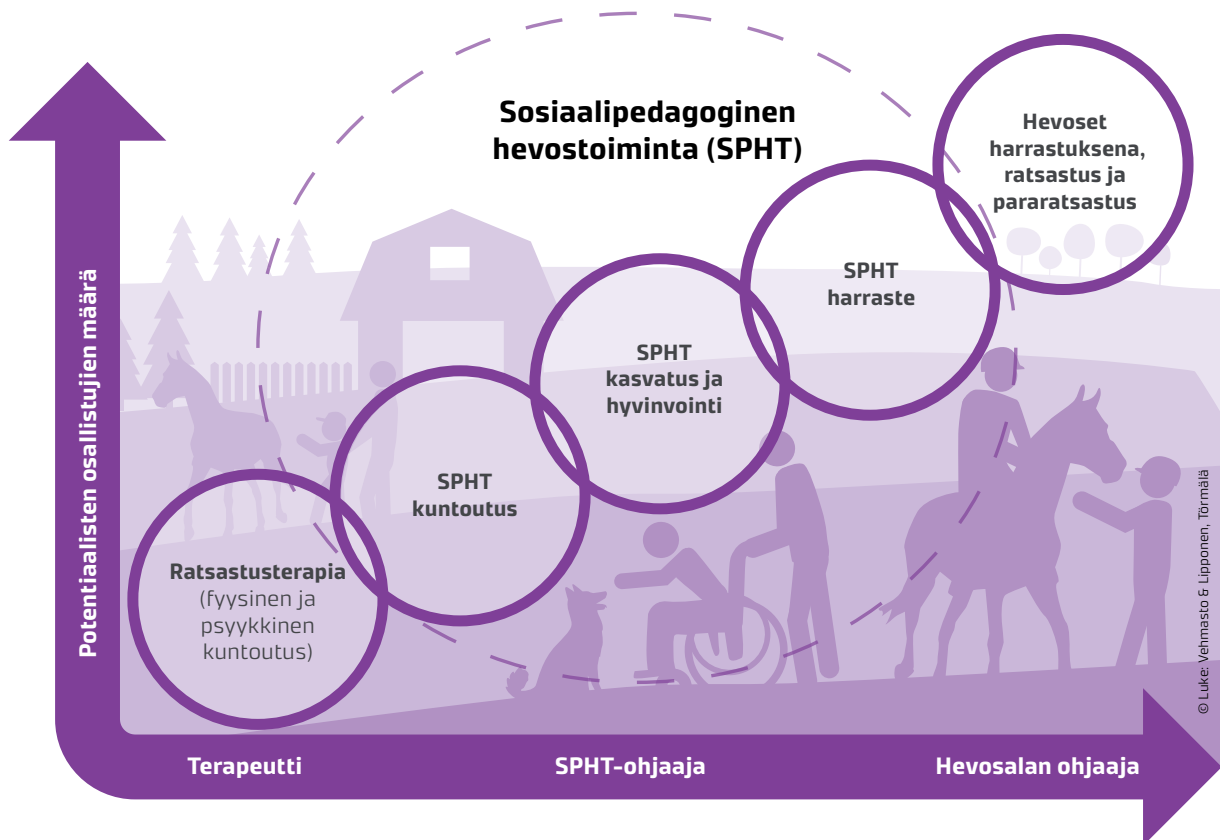 Sosiaalipedagoginen
hevostoiminta (SPHT)
Hevoset
harrastuksena,
ratsastus ja
pararatsastus
SPHT
harraste
SPHT
kasvatus ja
hyvinvointi
SPHT
kuntoutus
Ratsastusterapia
(fyysinen ja
psyykkinen
kuntoutus)
Potentiaalisten osallistujien määrä
Terapeutti
SPHT-ohjaaja
Hevosalan ohjaaja
© Luke: Vehmasto & Lipponen, Törmälä